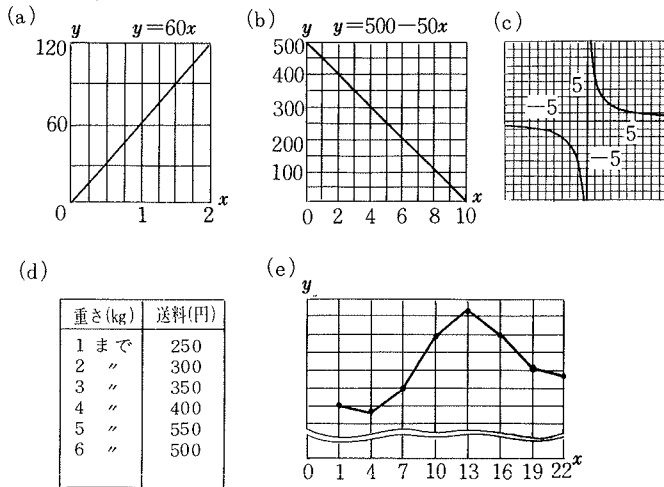 (a)
y
y=60x
120
60
0
1
2
x
(b)
y
y=500−50x
500
400
300
200
100
0 2 4 6 8 10
x
(c)
5
−5
5
−5
(d)
重さ(kg) 送料(円)
1 まで 250
2 〃 300
3 〃 350
4 〃 400
5 〃 550
6 〃 500
(e)
y
0 1 4 7 10 13 16 19 22
x